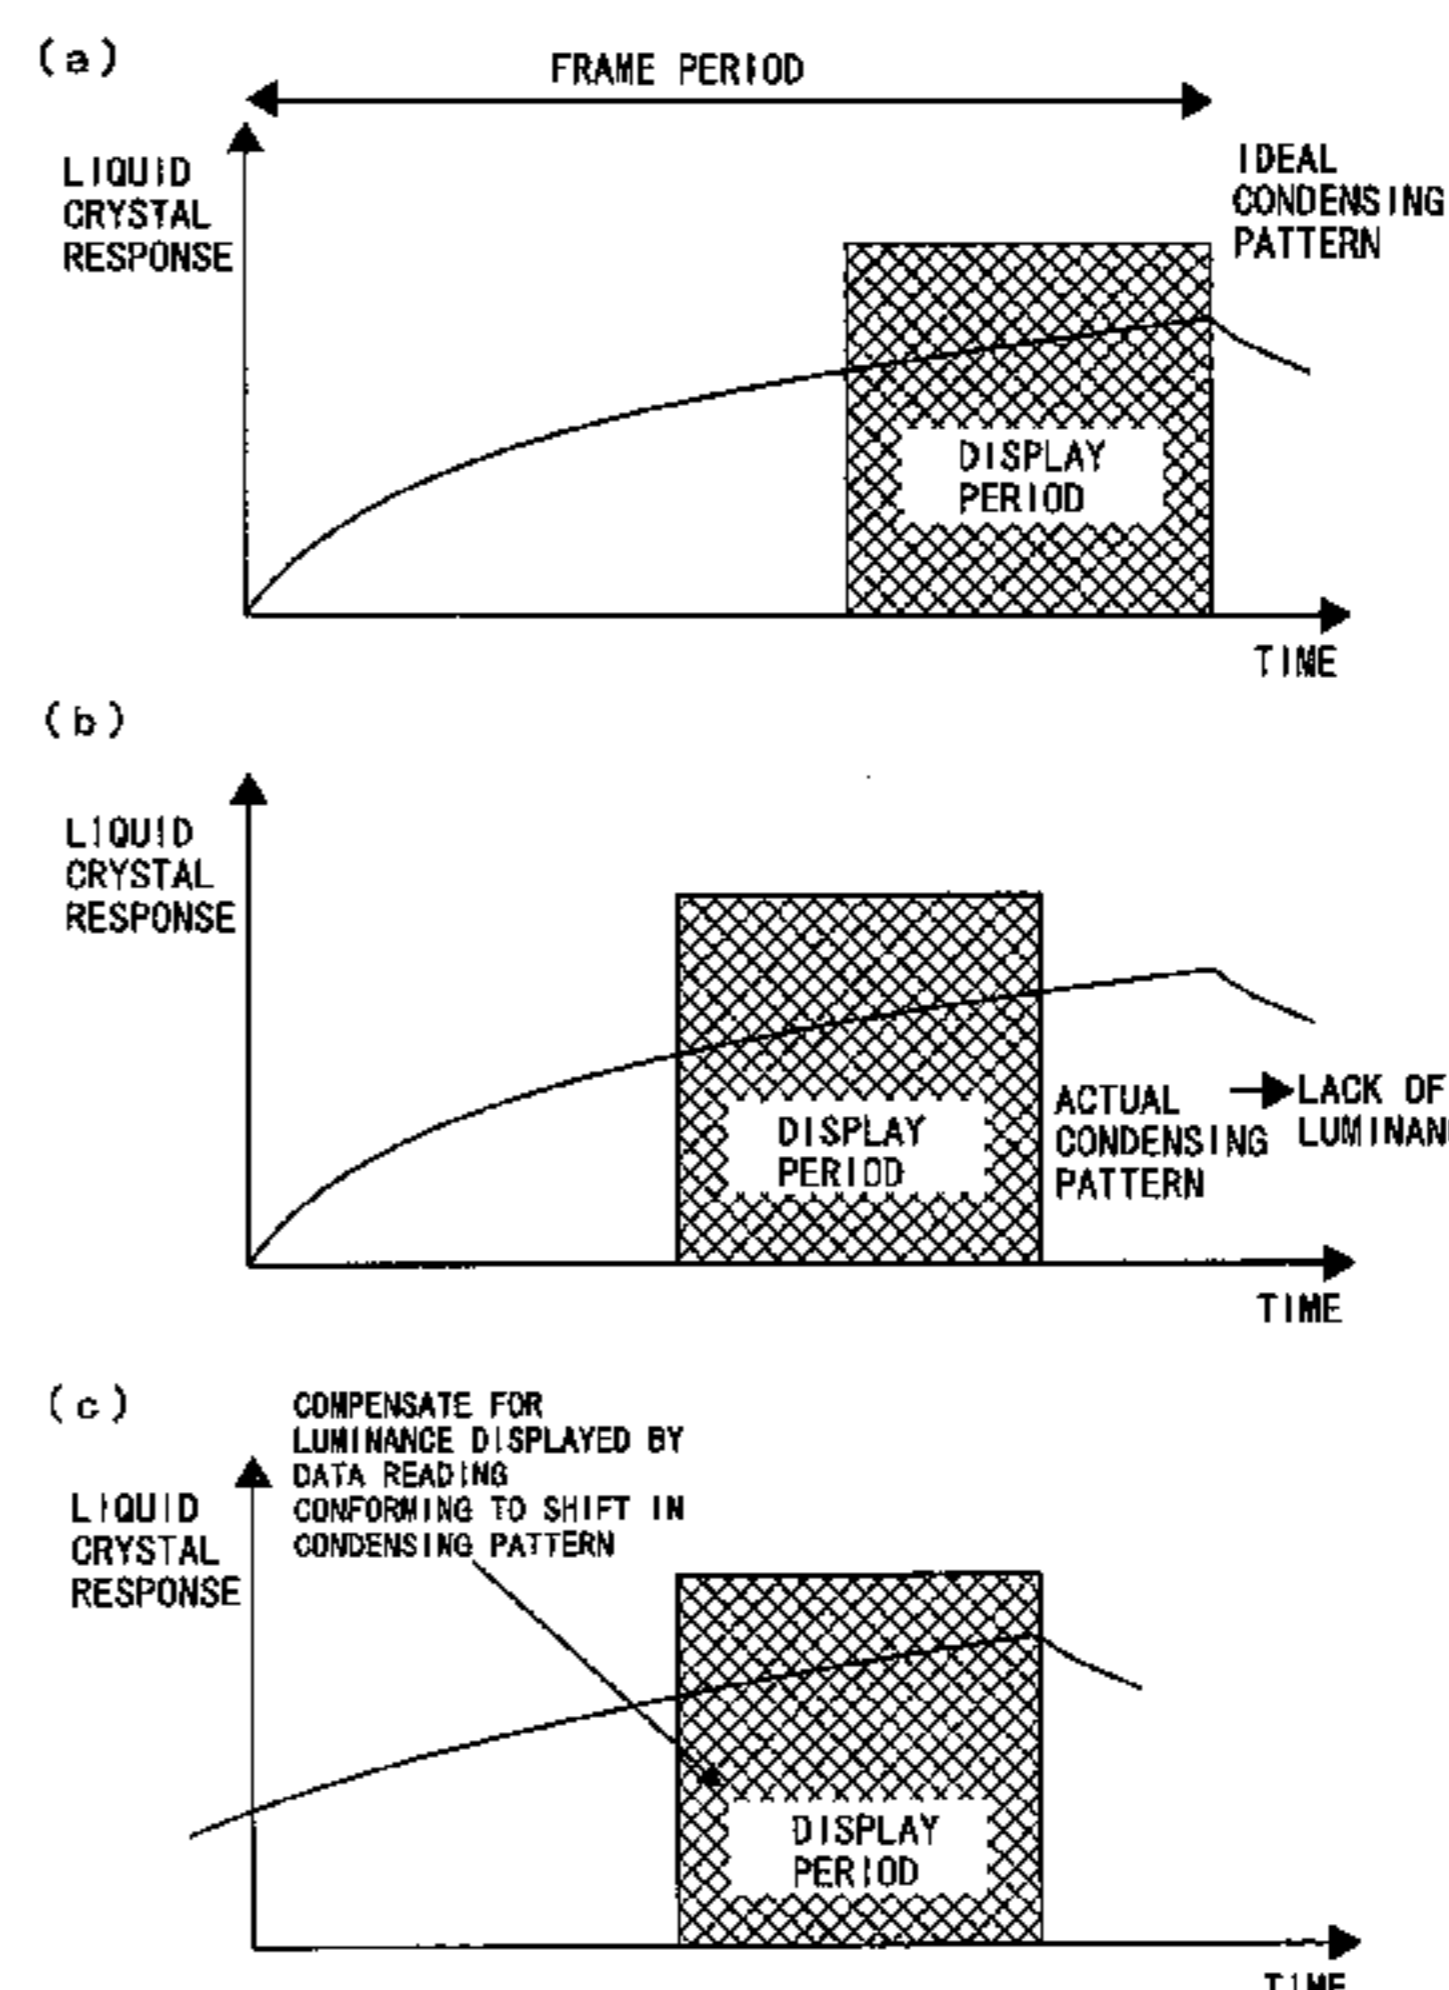 (a)
FRAME PERIOD
LIQUID
CRYSTAL
RESPONSE
IDEAL
CONDENSING
PATTERN
DISPLAY
PERIOD
TIME
(b)
LIQUID
CRYSTAL
RESPONSE
DISPLAY
PERIOD
ACTUAL
CONDENSING
PATTERN
LACK OF
TIME
(c)
COMPENSATE FOR
LUMINANCE DISPLAYED BY
DATA READING
CONFORMING TO SHIFT IN
CONDENSING PATTERN
LIQUID
CRYSTAL
RESPONSE
DISPLAY
PERIOD
TIME